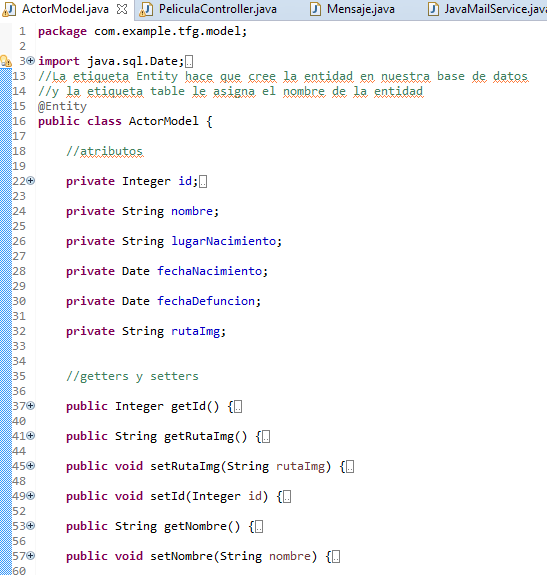 ActorModel.java PeliculaController.java Mensaje.java JavaMailService.java
1 package com.example.tfg.model;
2
3 import java.sql.Date;
13 //La etiqueta Entity hace que cree la entidad en nuestra base de datos
14 //y la etiqueta table le asigna el nombre de la entidad
15 @Entity
16 public class ActorModel {
17
18 //atributos
19
22 private Integer id;
23
24 private String nombre;
25
26 private String lugarNacimiento;
27
28 private Date fechaNacimiento;
29
30 private Date fechaDefuncion;
31
32 private String rutaImg;
33
34
35 //getters y setters
36
37 public Integer getId() {
40
41 public String getRutaImg() {
44
45 public void setRutaImg(String rutaImg) {
48
49 public void setId(Integer id) {
52
53 public String getNombre() {
56
57 public void setNombre(String nombre) {
60